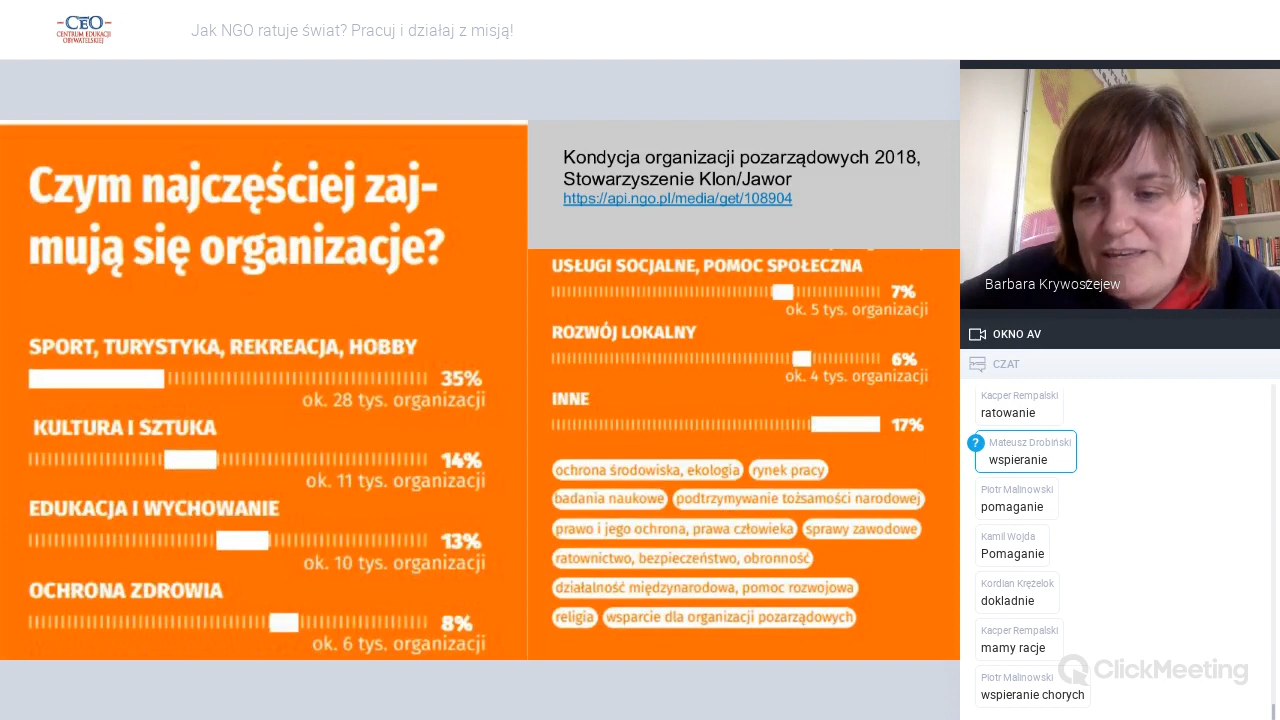 CEO
CENTRUM EDUKACJI
OBYWATELSKIEJ
Jak NGO ratuje świat? Pracuj i działaj z misją!
Czym najczęściej zaj-
mują się organizacje?
SPORT, TURYSTYKA, REKREACJA, HOBBY
35%
ok. 28 tys. organizacji
KULTURA I SZTUKA
14%
ok. 11 tys. organizacji
EDUKACJA I WYCHOWANIE
13%
ok. 10 tys. organizacji
OCHRONA ZDROWIA
8%
ok. 6 tys. organizacji
Kondycja organizacji pozarządowych 2018,
Stowarzyszenie Klon/Jawor
https://api.ngo.pl/media/get/108904
USŁUGI SOCJALNE, POMOC SPOŁECZNA
7%
ok. 5 tys. organizacji
ROZWÓJ LOKALNY
6%
ok. 4 tys. organizacji
INNE
17%
ochrona środowiska, ekologia rynek pracy
badania naukowe podtrzymywanie tożsamości narodowej
prawo i jego ochrona, prawa człowieka sprawy zawodowe
ratownictwo, bezpieczeństwo, obronność
działalność międzynarodowa, pomoc rozwojowa
religia wsparcie dla organizacji pozarządowych
Barbara Krywoszejew
OKNO AV
CZAT
Kacper Rempalski
ratowanie
?
Mateusz Drobiński
wspieranie
Piotr Malinowski
pomaganie
Kamil Wojda
Pomaganie
Kordian Krężelok
dokladnie
Kacper Rempalski
mamy racje
Piotr Malinowski
wspieranie chorych
ClickMeeting